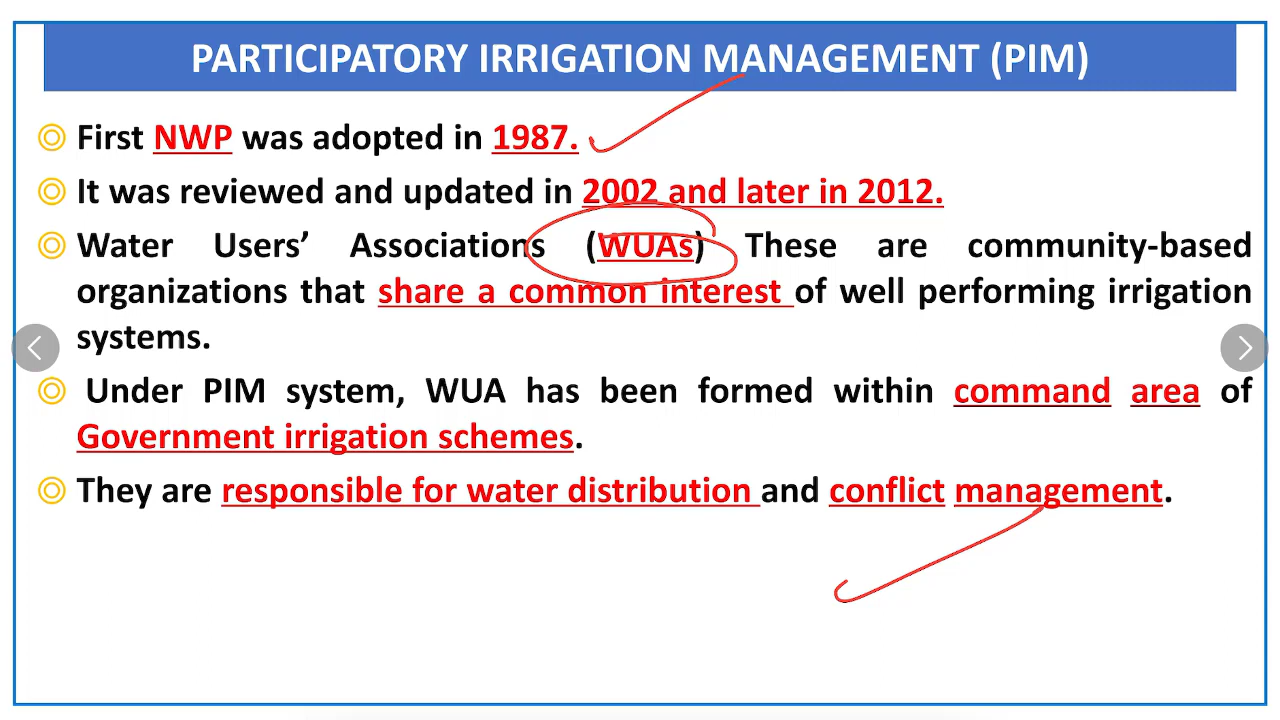 PARTICIPATORY IRRIGATION MANAGEMENT (PIM)
First NWP was adopted in 1987.
It was reviewed and updated in 2002 and later in 2012.
Water Users’ Associations (WUAs) These are community-based
organizations that share a common interest of well performing irrigation
systems.
Under PIM system, WUA has been formed within command area of
Government irrigation schemes.
They are responsible for water distribution and conflict management.